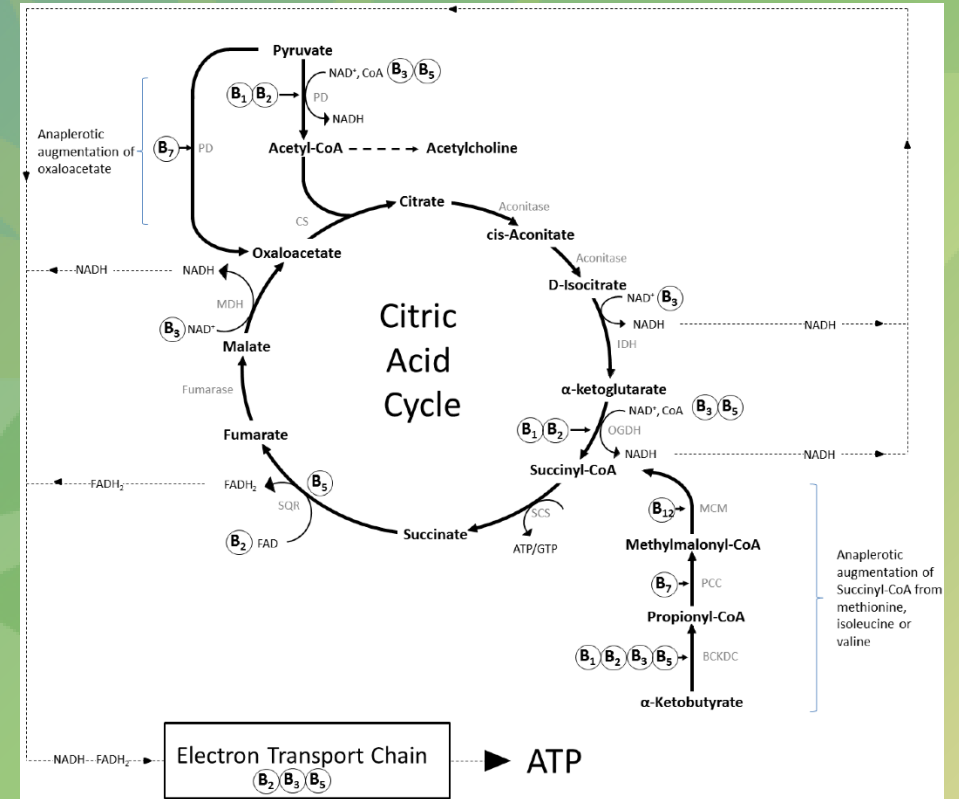 Pyruvate
NAD⁺, CoA B₃ B₅
B₁ B₂
PD
NADH
Anaplerotic
augmentation of
oxaloacetate
B₇
PD
Acetyl-CoA
Acetylcholine
Citrate
Aconitase
CS
cis-Aconitate
Oxaloacetate
Aconitase
NADH
NADH
D-Isocitrate
NAD⁺ B₃
MDH
Citric
Acid
Cycle
NADH
NADH
B₃ NAD⁺
IDH
Malate
Fumarase
α-ketoglutarate
NAD⁺, CoA B₃ B₅
B₁ B₂
OGDH
Fumarate
NADH
NADH
Succinyl-CoA
FADH₂
FADH₂
B₅
SQR
SCS
B₁₂
MCM
Succinate
B₂ FAD
ATP/GTP
Methylmalonyl-CoA
Anaplerotic
augmentation of
Succinyl-CoA from
methionine,
isoleucine or
valine
B₇
PCC
Propionyl-CoA
B₁ B₂ B₃ B₅
BCKDC
α-Ketobutyrate
NADH
FADH₂
Electron Transport Chain
B₂ B₃ B₅
ATP